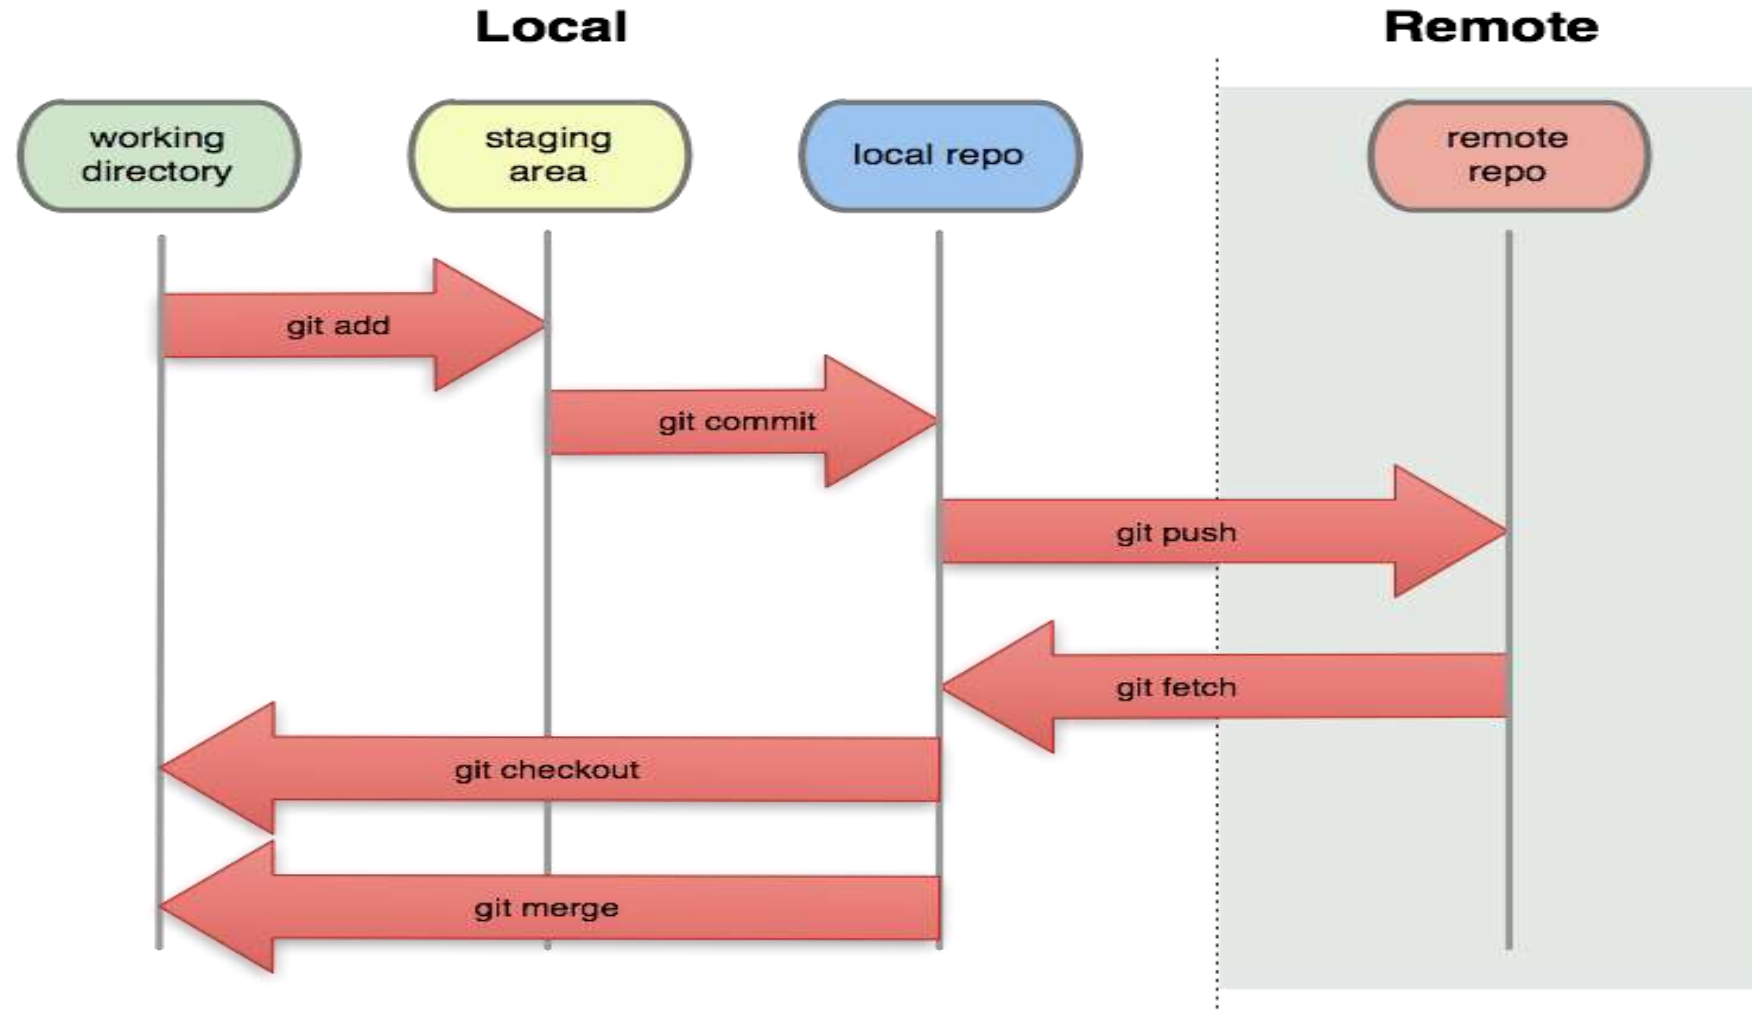 Local
Remote
working
directory
staging
area
local repo
remote
repo
git add
git commit
git push
git fetch
git checkout
git merge